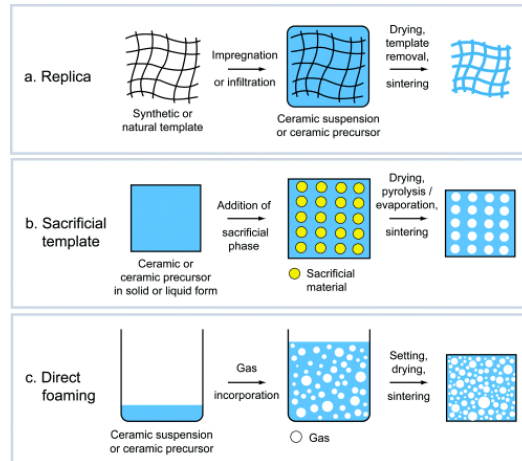 a. Replica
Synthetic or
natural template
Impregnation
or infiltration
Ceramic suspension
or ceramic precursor
Drying,
template
removal,
sintering
b. Sacrificial
template
Ceramic or
ceramic precursor
in solid or liquid form
Addition of
sacrificial
phase
Sacrificial
material
Drying,
pyrolysis /
evaporation,
sintering
c. Direct
foaming
Ceramic suspension
or ceramic precursor
Gas
incorporation
Gas
Setting,
drying,
sintering